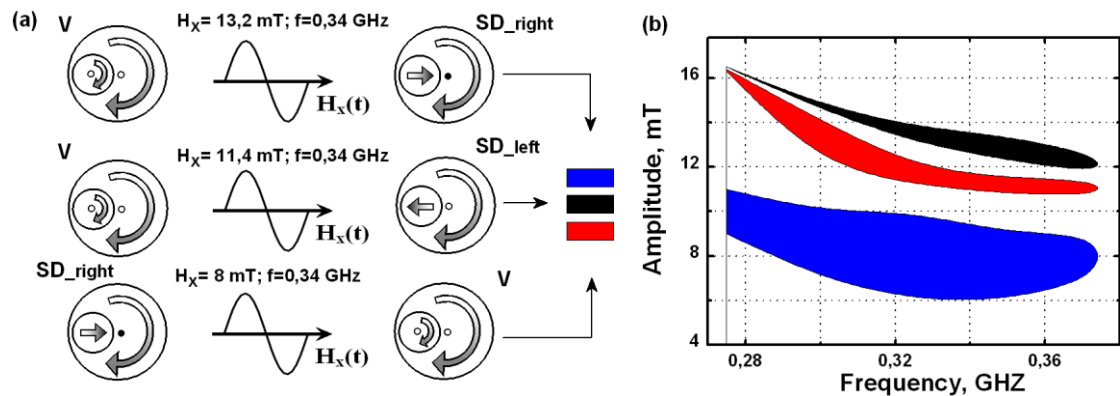 (a)
V
H_X= 13,2 mT; f=0,34 GHz
SD_right
H_x(t)
V
H_X= 11,4 mT; f=0,34 GHz
SD_left
H_x(t)
SD_right
H_X= 8 mT; f=0,34 GHz
V
H_x(t)
(b)
Amplitude, mT
16
12
8
4
0,28
0,32
0,36
Frequency, GHZ